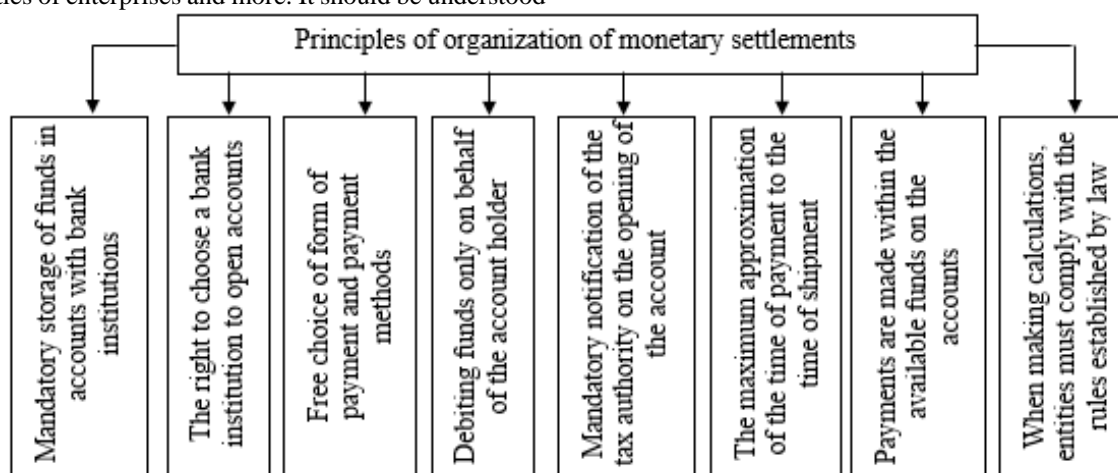 ties of enterprises and more. It should be understood
Principles of organization of monetary settlements
Mandatory storage of funds in
accounts with bank
institutions
The right to choose a bank
institution to open accounts
Free choice of form of
payment and payment
methods
Debiting funds only on behalf
of the account holder
Mandatory notification of the
tax authority on the opening of
the account
The maximum approximation
of the time of payment to the
time of shipment
Payments are made within the
available funds on the
accounts
When making calculations,
entities must comply with the
rules established by law